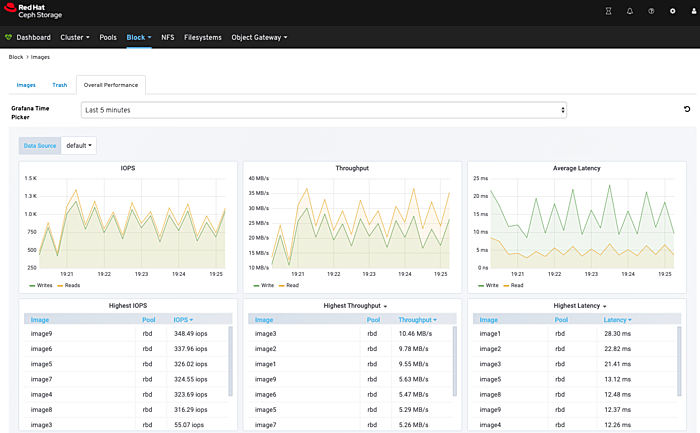 Red Hat
Ceph Storage
Dashboard Cluster Pools Block NFS Filesystems Object Gateway
Block > Images
Images Trash Overall Performance
Grafana Time Picker Last 5 minutes
Data Source default
IOPS
1.5 K
1.3 K
1.0 K
750
500
250
19:21 19:22 19:23 19:24 19:25
Writes Reads
Throughput
40 MB/s
35 MB/s
30 MB/s
25 MB/s
20 MB/s
15 MB/s
10 MB/s
19:21 19:22 19:23 19:24 19:25
Write Read
Average Latency
25 ms
20 ms
15 ms
10 ms
5 ms
0 ns
19:21 19:22 19:23 19:24 19:25
Write Read
Highest IOPS
Image Pool IOPS
image9 rbd 348.49 iops
image6 rbd 337.96 iops
image5 rbd 326.02 iops
image7 rbd 324.55 iops
image4 rbd 323.69 iops
image8 rbd 316.29 iops
image3 rbd 55.07 iops
Highest Throughput
Image Pool Throughput
image3 rbd 10.46 MB/s
image2 rbd 9.78 MB/s
image1 rbd 9.55 MB/s
image9 rbd 5.63 MB/s
image6 rbd 5.47 MB/s
image5 rbd 5.29 MB/s
image7 rbd 5.26 MB/s
Highest Latency
Image Pool Latency
image1 rbd 28.30 ms
image2 rbd 22.82 ms
image3 rbd 21.41 ms
image5 rbd 13.12 ms
image8 rbd 12.48 ms
image9 rbd 12.37 ms
image4 rbd 12.26 ms